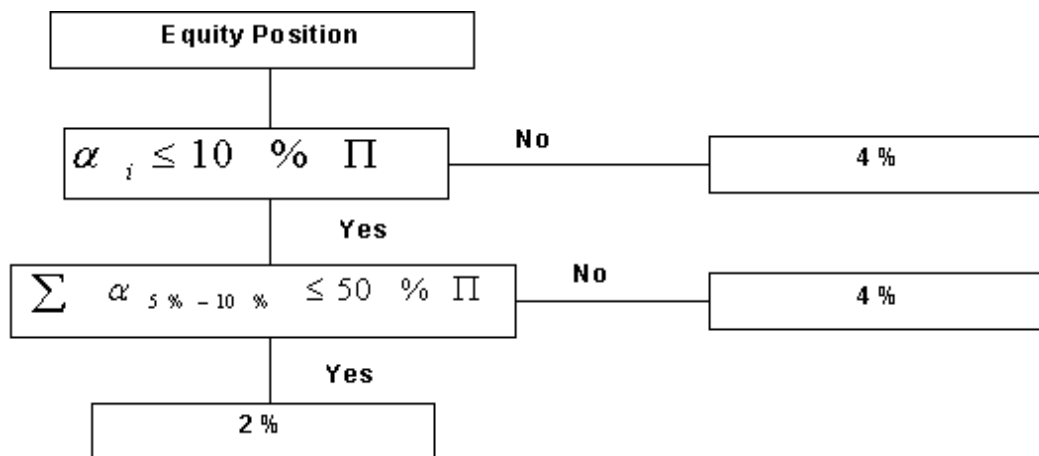 Equity Position
α i ≤ 10 % Π
No
4 %
Yes
∑ α 5 % – 10 % ≤ 50 % Π
No
4 %
Yes
2 %